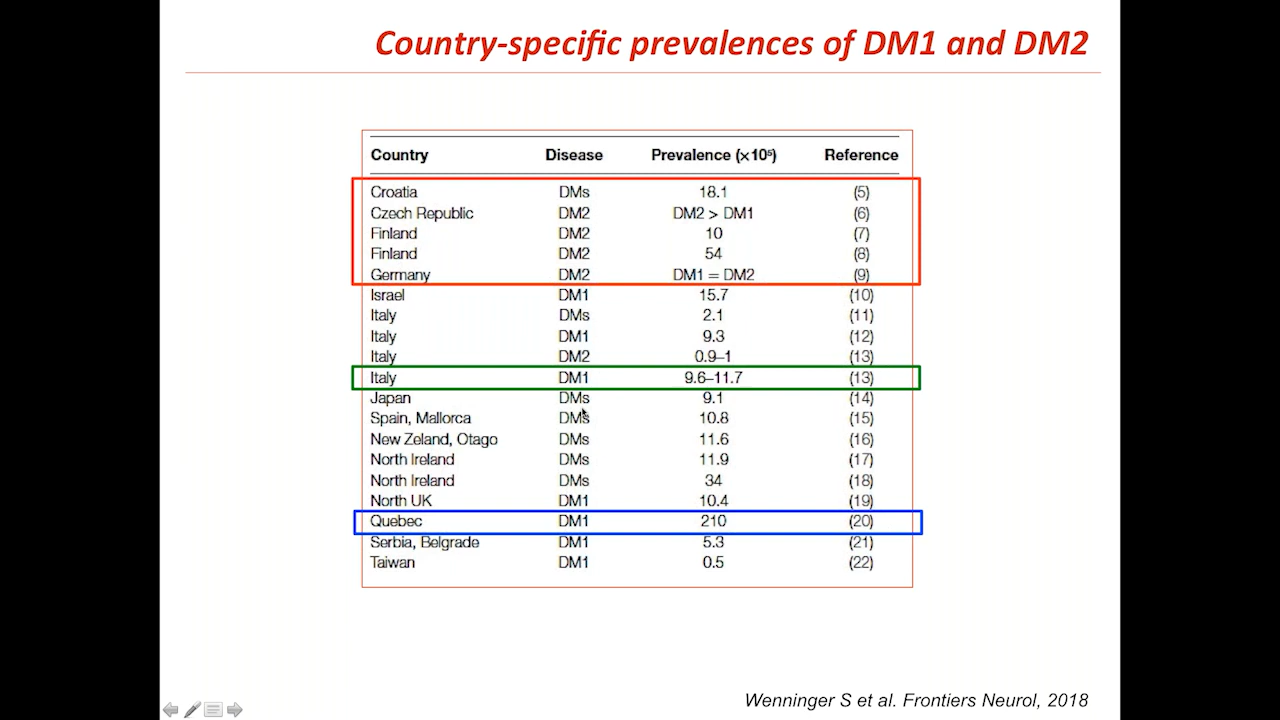 Country-specific prevalences of DM1 and DM2
Country Disease Prevalence (×10⁵) Reference
Croatia DMs 18.1 (5)
Czech Republic DM2 DM2 > DM1 (6)
Finland DM2 10 (7)
Finland DM2 54 (8)
Germany DM2 DM1 = DM2 (9)
Israel DM1 15.7 (10)
Italy DMs 2.1 (11)
Italy DM1 9.3 (12)
Italy DM2 0.9–1 (13)
Italy DM1 9.6–11.7 (13)
Japan DMs 9.1 (14)
Spain, Mallorca DMs 10.8 (15)
New Zeland, Otago DMs 11.6 (16)
North Ireland DMs 11.9 (17)
North Ireland DMs 34 (18)
North UK DM1 10.4 (19)
Quebec DM1 210 (20)
Serbia, Belgrade DM1 5.3 (21)
Taiwan DM1 0.5 (22)
Wenninger S et al. Frontiers Neurol, 2018